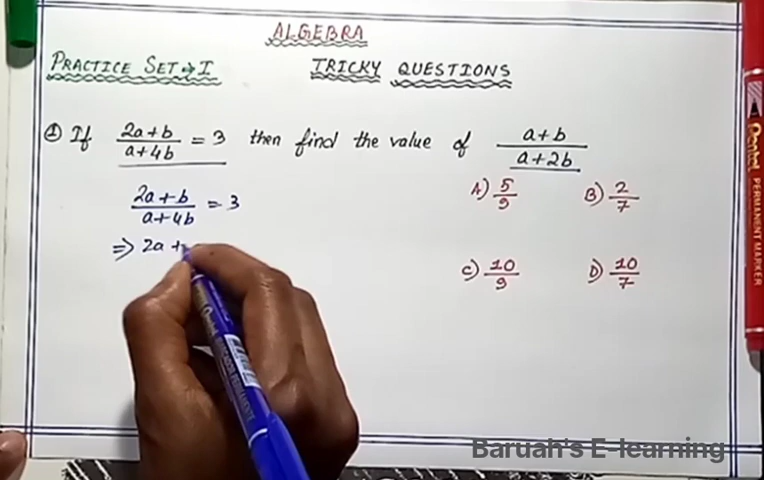 ALGEBRA
PRACTICE SET→I TRICKY QUESTIONS
① If (2a+b)/(a+4b) = 3 then find the value of (a+b)/(a+2b)
(2a+b)/(a+4b) = 3
A) 5/9 B) 2/7
⇒ 2a +
C) 10/9 D) 10/7
Baruah's E-learning
Pentel PERMANENT MARKER